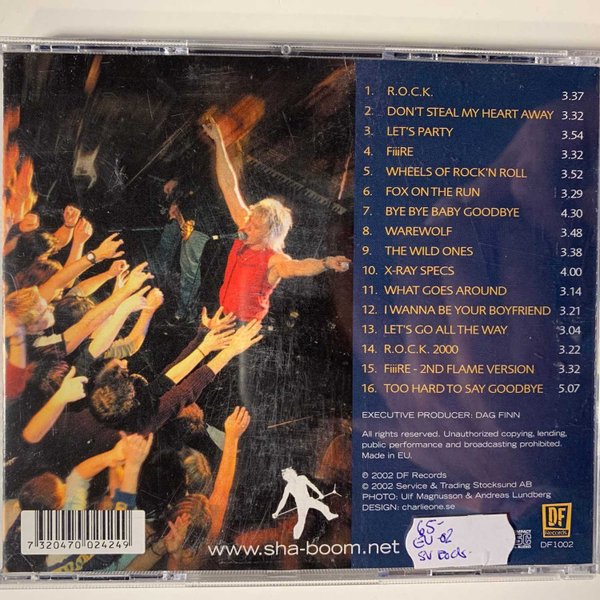 1. R.O.C.K. 3.37
2. DON'T STEAL MY HEART AWAY 3.32
3. LET'S PARTY 3.54
4. FiiiRE 3.32
5. WHEELS OF ROCK'N ROLL 3.52
6. FOX ON THE RUN 3.29
7. BYE BYE BABY GOODBYE 4.30
8. WAREWOLF 3.48
9. THE WILD ONES 3.38
10. X-RAY SPECS 4.00
11. WHAT GOES AROUND 3.14
12. I WANNA BE YOUR BOYFRIEND 3.21
13. LET'S GO ALL THE WAY 3.04
14. R.O.C.K. 2000 3.22
15. FiiiRE - 2ND FLAME VERSION 3.32
16. TOO HARD TO SAY GOODBYE 5.07
EXECUTIVE PRODUCER: DAG FINN
All rights reserved. Unauthorized copying, lending,
public performance and broadcasting prohibited.
Made in EU.
℗ 2002 DF Records
© 2002 Service & Trading Stocksund AB
PHOTO: Ulf Magnusson & Andreas Lundberg
DESIGN: charlieone.se
7 320470 024249
www.sha-boom.net
65-
EU-02
SV
DF
Records
DF1002